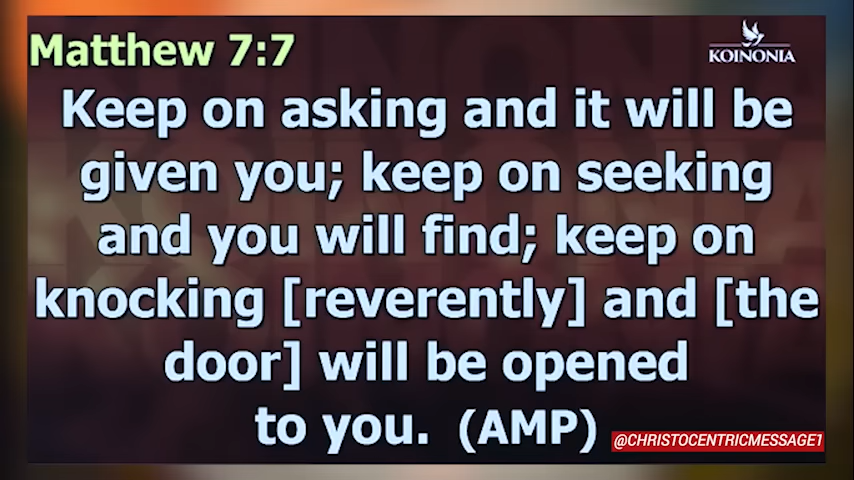 Matthew 7:7
KOINONIA
Keep on asking and it will be
given you; keep on seeking
and you will find; keep on
knocking [reverently] and [the
door] will be opened
to you. (AMP)
@CHRISTOCENTRICMESSAGE1